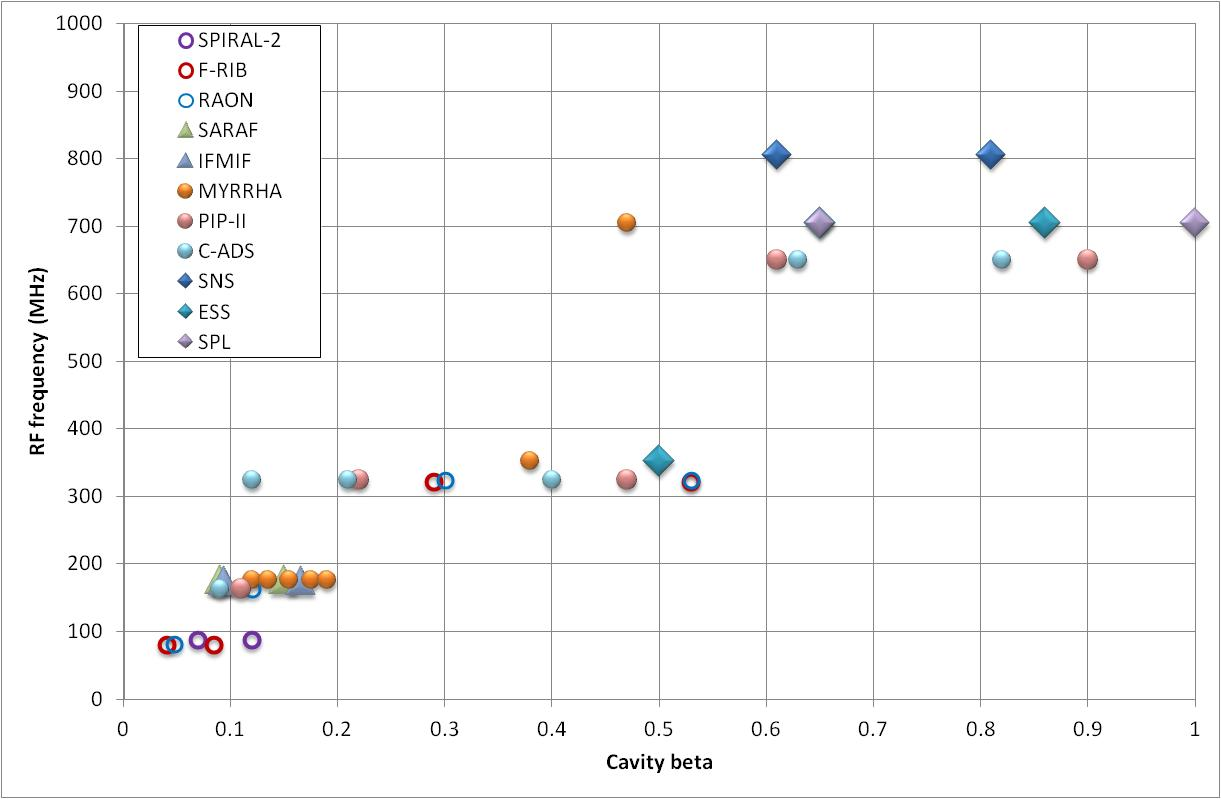 1000
900
800
700
600
500
400
300
200
100
0
RF frequency (MHz)
SPIRAL-2
F-RIB
RAON
SARAF
IFMIF
MYRRHA
PIP-II
C-ADS
SNS
ESS
SPL
0 0.1 0.2 0.3 0.4 0.5 0.6 0.7 0.8 0.9 1
Cavity beta